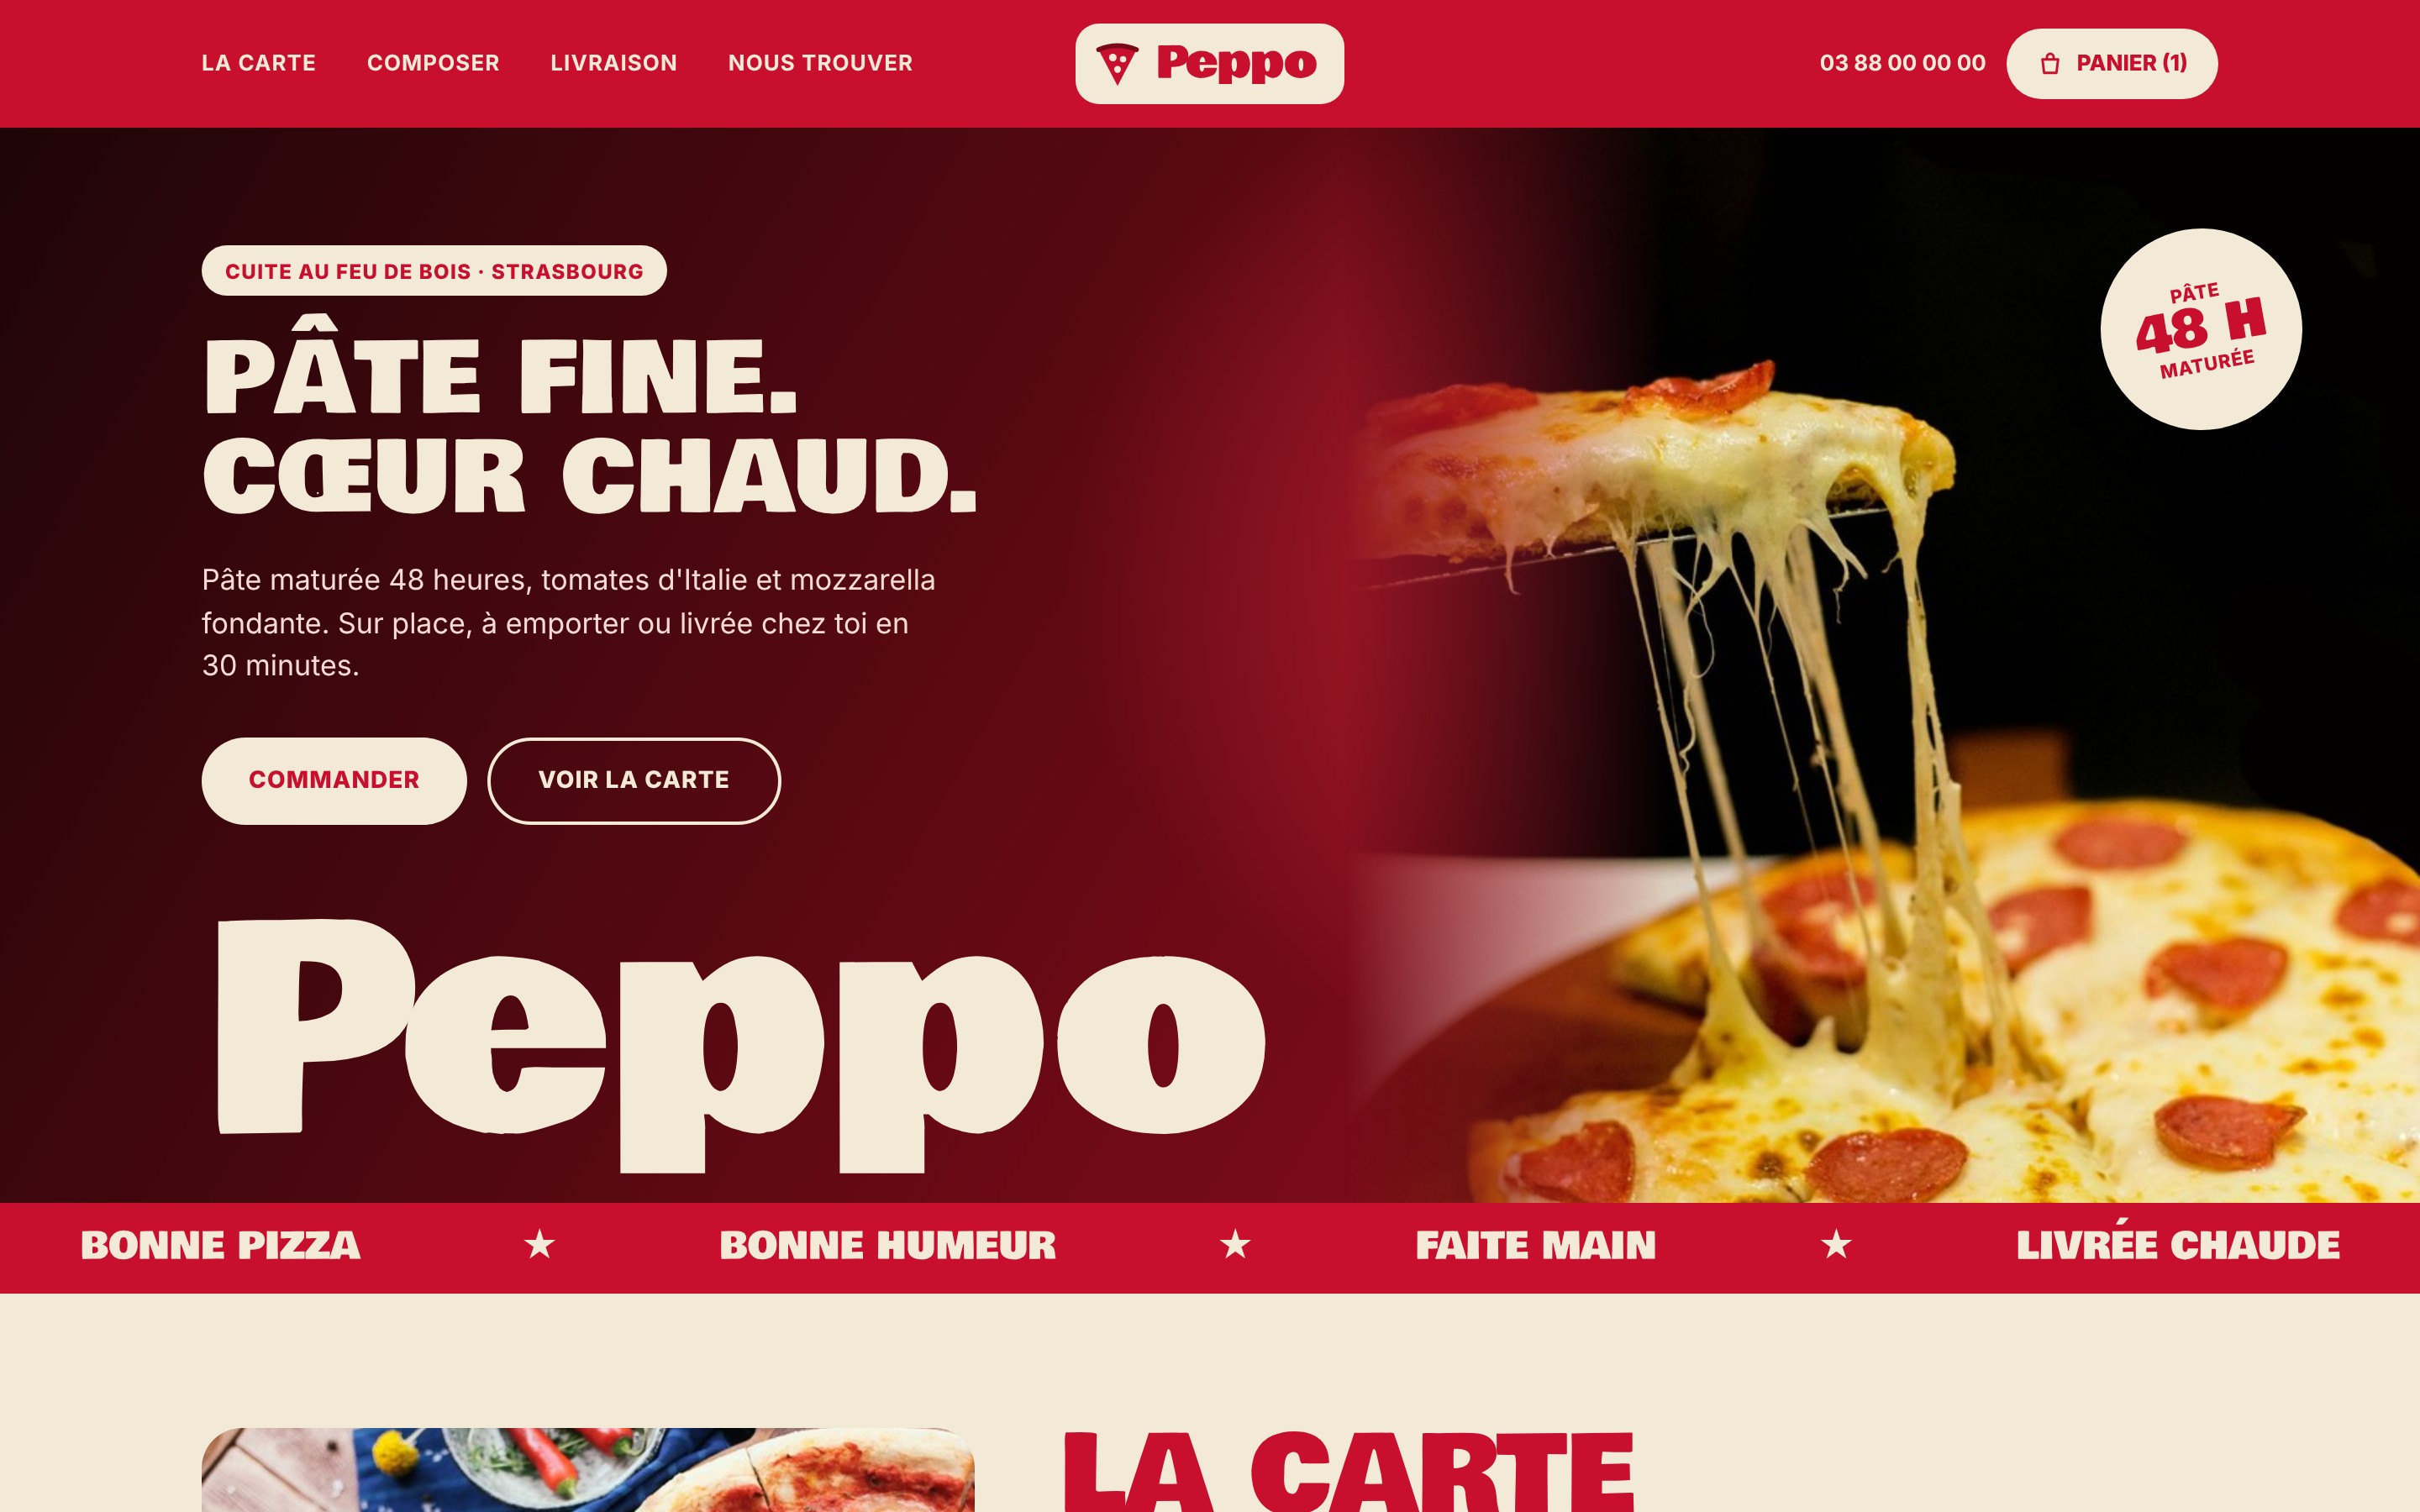 LA CARTE
COMPOSER
LIVRAISON
NOUS TROUVER
Peppo
03 88 00 00 00
PANIER (1)
CUITE AU FEU DE BOIS · STRASBOURG
PÂTE FINE.
CŒUR CHAUD.
Pâte maturée 48 heures, tomates d'Italie et mozzarella
fondante. Sur place, à emporter ou livrée chez toi en
30 minutes.
COMMANDER
VOIR LA CARTE
PÂTE
48 H
MATURÉE
Peppo
BONNE PIZZA ★ BONNE HUMEUR ★ FAITE MAIN ★ LIVRÉE CHAUDE
LA CARTE